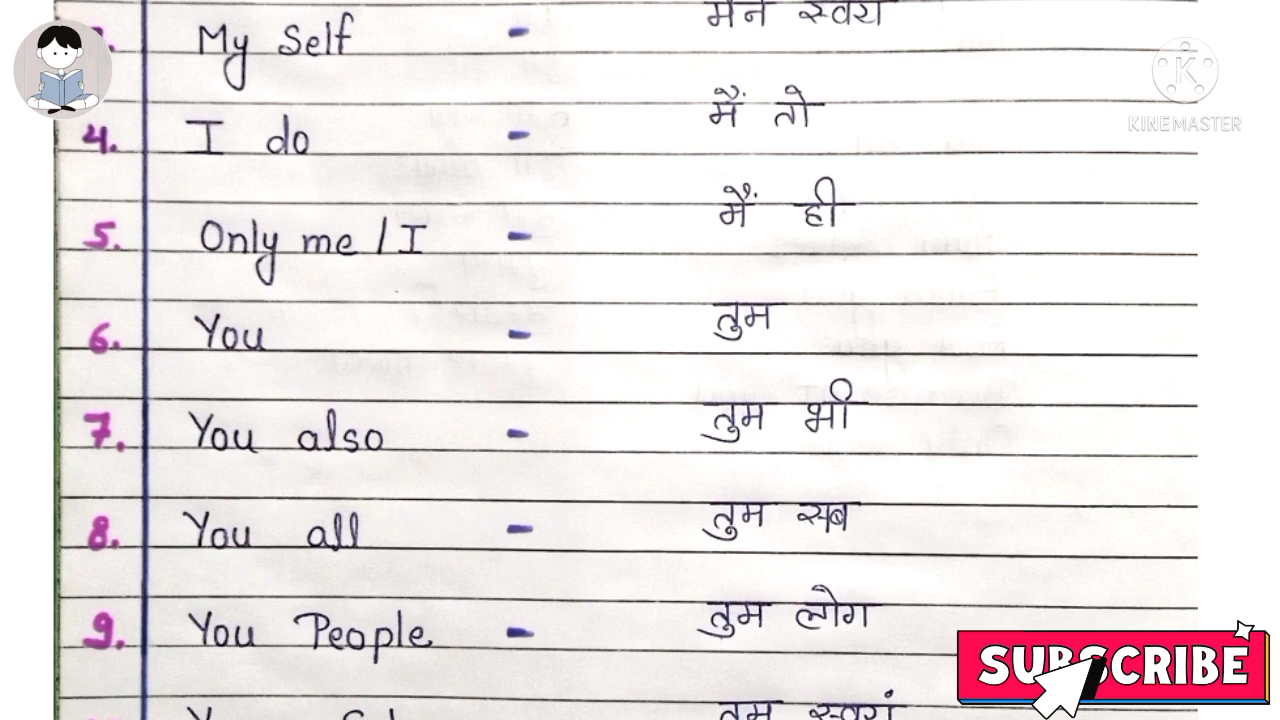 My Self - मैंने स्वयं
4. I do - मैं तो
5. Only me / I - मैं ही
6. You - तुम
7. You also - तुम भी
8. You all - तुम सब
9. You People - तुम लोग
तुम स्वयं
KINEMASTER
SUBSCRIBE